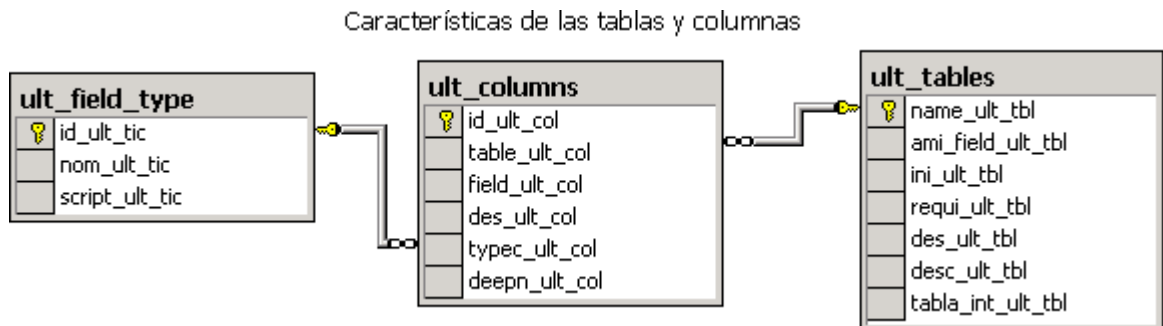 Características de las tablas y columnas
ult_field_type
id_ult_tic
nom_ult_tic
script_ult_tic
ult_columns
id_ult_col
table_ult_col
field_ult_col
des_ult_col
typec_ult_col
deepn_ult_col
ult_tables
name_ult_tbl
ami_field_ult_tbl
ini_ult_tbl
requi_ult_tbl
des_ult_tbl
desc_ult_tbl
tabla_int_ult_tbl